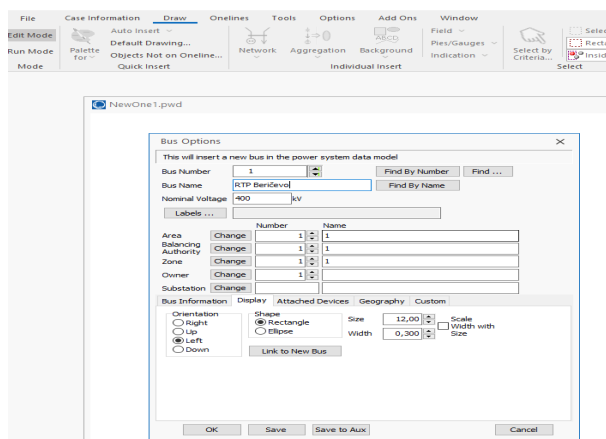 File Case Information Draw Onelines Tools Options Add Ons Window
Edit Mode
Run Mode
Mode
Palette for
Auto Insert
Default Drawing...
Objects Not on Oneline...
Quick Insert
Network Aggregation Background
ABCD
Field
Pies/Gauges
Indication
Individual Insert
Select by Criteria...
Selec
Recta
Insid
Select
NewOne1.pwd
Bus Options
This will insert a new bus in the power system data model
Bus Number 1 Find By Number Find ...
Bus Name RTP Beričevo Find By Name
Nominal Voltage 400 kV
Labels ...
Number Name
Area Change 1 1
Balancing Authority Change 1 1
Zone Change 1 1
Owner Change 1
Substation Change
Bus Information Display Attached Devices Geography Custom
Orientation
Right
Up
Left
Down
Shape
Rectangle
Ellipse
Link to New Bus
Size 12,00
Width 0,300
Scale Width with Size
OK Save Save to Aux Cancel